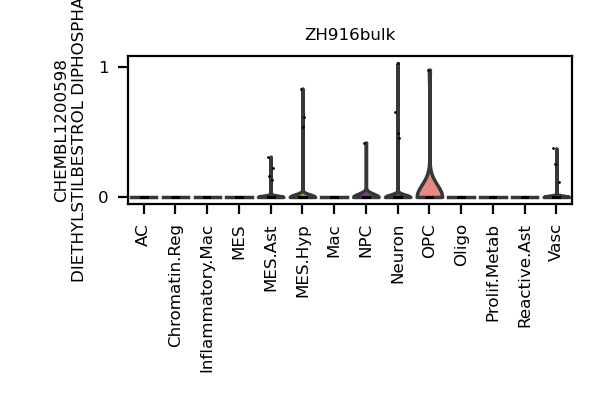 ZH916bulk
CHEMBL1200598
DIETHYLSTILBESTROL DIPHOSPHA
1
0
AC
Chromatin.Reg
Inflammatory.Mac
MES
MES.Ast
MES.Hyp
Mac
NPC
Neuron
OPC
Oligo
Prolif.Metab
Reactive.Ast
Vasc